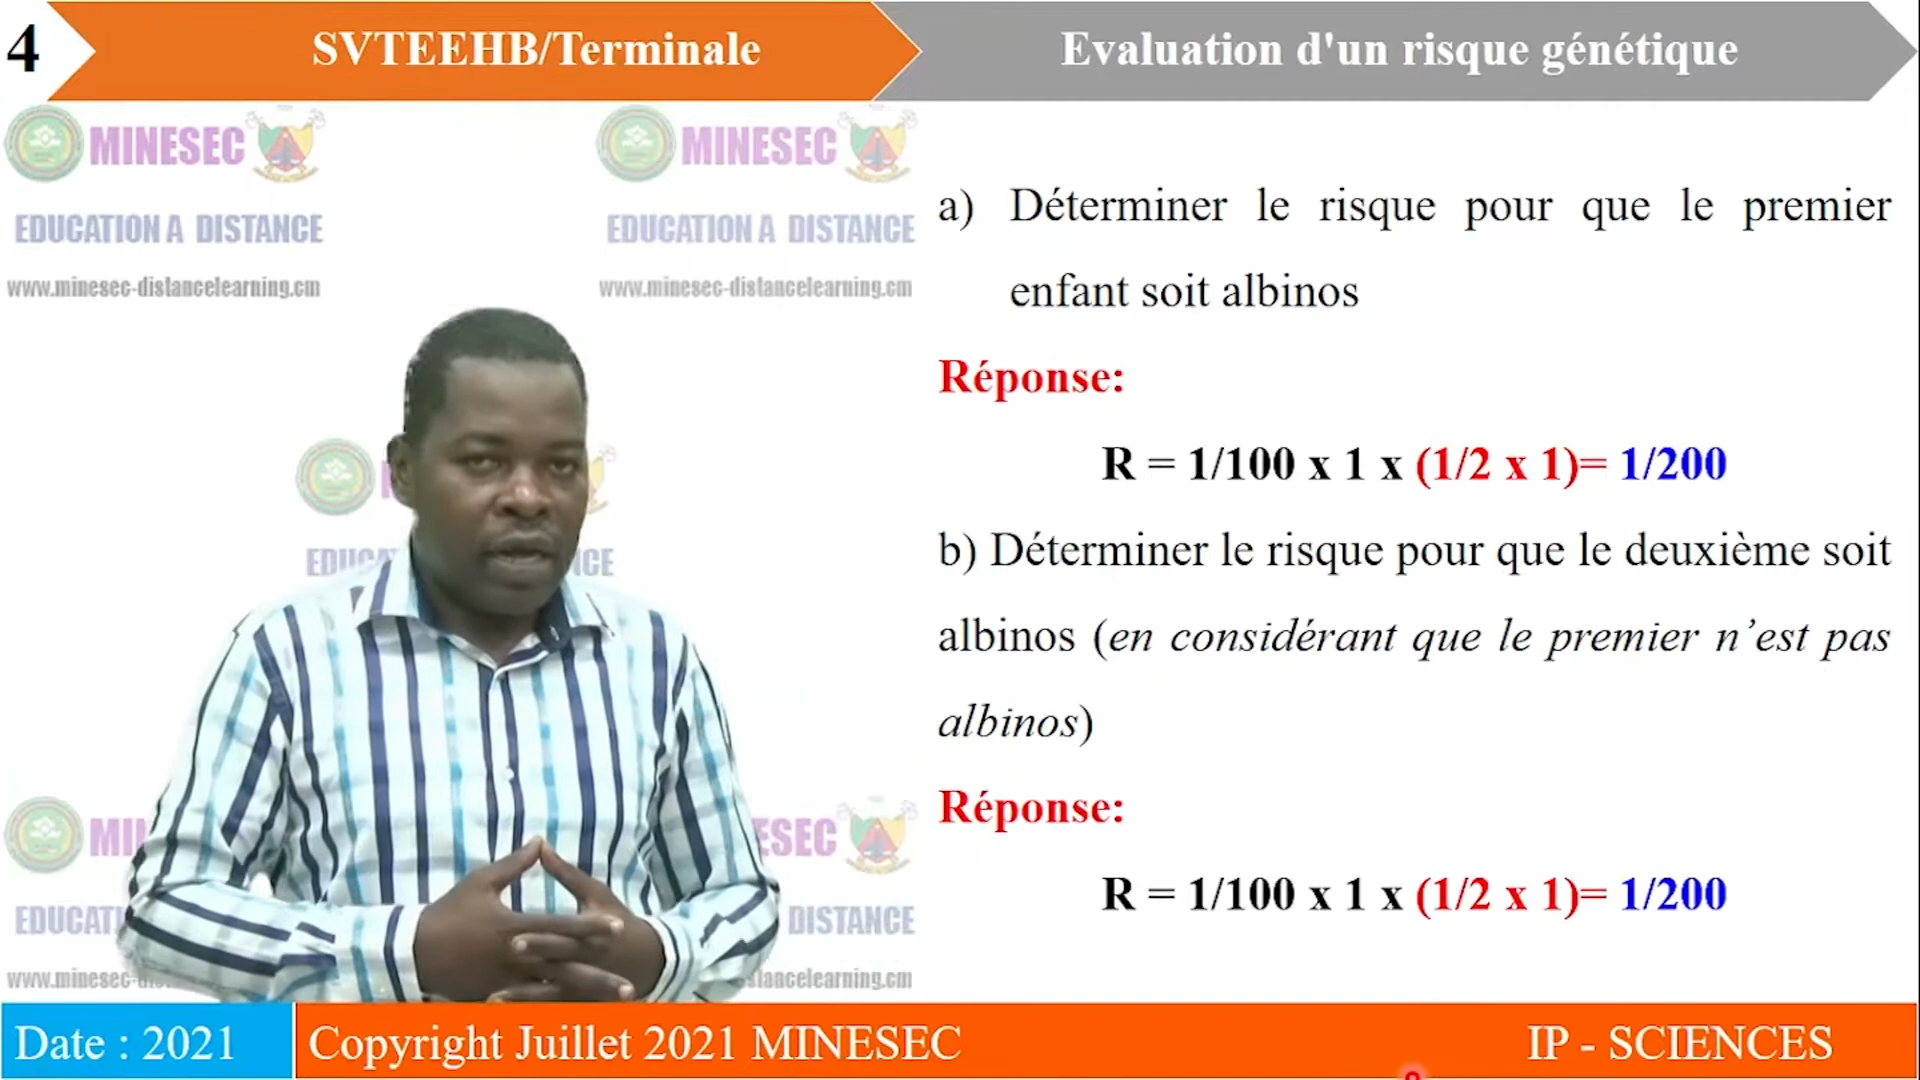 4
SVTEEHB/Terminale
Evaluation d'un risque génétique
MINESEC
EDUCATION A DISTANCE
www.minesec-distancelearning.cm
MINESEC
EDUCATION A DISTANCE
www.minesec-distancelearning.cm
a) Déterminer le risque pour que le premier
enfant soit albinos
Réponse:
R = 1/100 x 1 x (1/2 x 1)= 1/200
b) Déterminer le risque pour que le deuxième soit
albinos (en considérant que le premier n’est pas
albinos)
Réponse:
R = 1/100 x 1 x (1/2 x 1)= 1/200
DISTANCE
Date : 2021
Copyright Juillet 2021 MINESEC
IP - SCIENCES